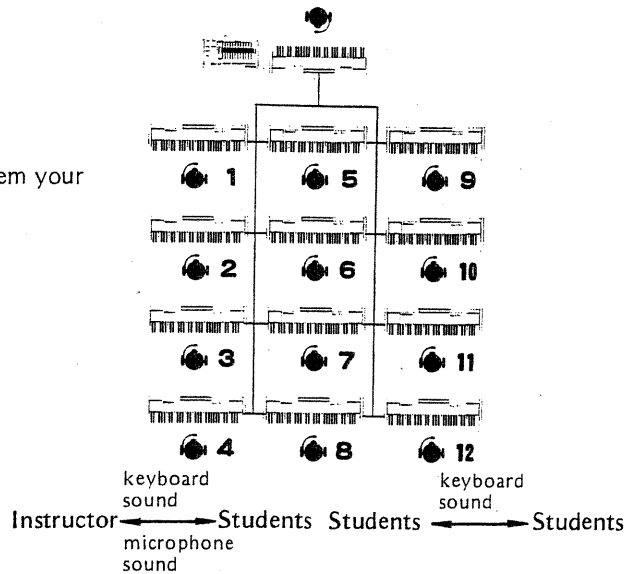 1 5 9
em your
2 6 10
3 7 11
4 8 12
keyboard
sound
Instructor Students
microphone
sound
keyboard
sound
Students Students